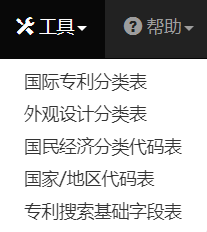 工具 帮助
国际专利分类表
外观设计分类表
国民经济分类代码表
国家/地区代码表
专利搜索基础字段表